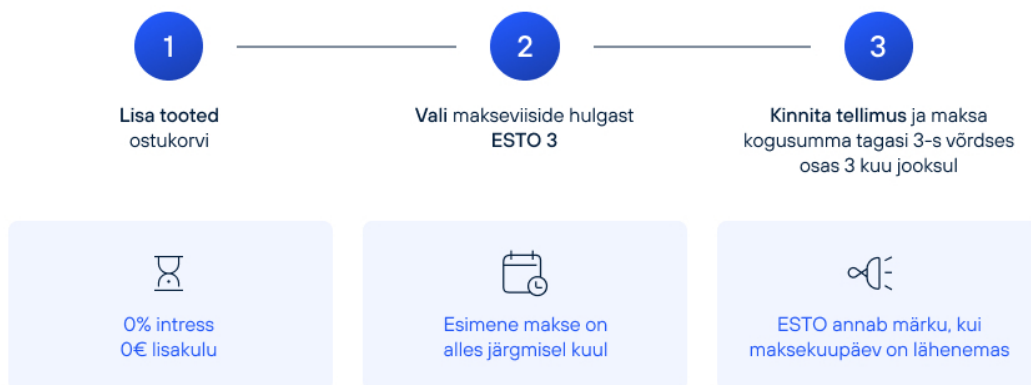 1
2
3
Lisa tooted
ostukorvi
Vali makseviiside hulgast
ESTO 3
Kinnita tellimus ja maksa
kogusumma tagasi 3-s võrdses
osas 3 kuu jooksul
0% intress
0€ lisakulu
Esimene makse on
alles järgmisel kuul
ESTO annab märku, kui
maksekuupäev on lähenemas